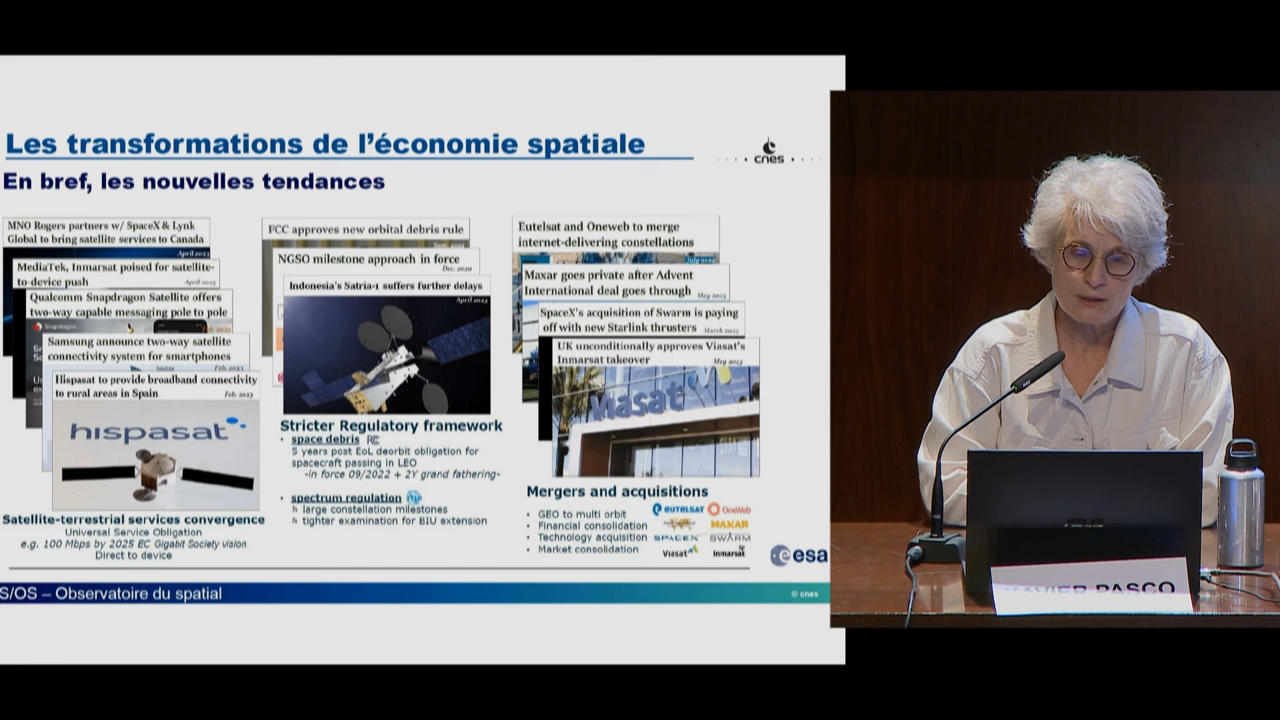 Les transformations de l'économie spatiale
cnes
En bref, les nouvelles tendances
MNO Rogers partners w/ SpaceX & Lynk
Global to bring satellite services to Canada
April 2023
MediaTek, Inmarsat poised for satellite-
to-device push
April 2023
Qualcomm Snapdragon Satellite offers
two-way capable messaging pole to pole
Snapdragon
Samsung announce two-way satellite
connectivity system for smartphones
Feb. 2023
Hispasat to provide broadband connectivity
to rural areas in Spain
Feb. 2023
hispasat
Satellite-terrestrial services convergence
Universal Service Obligation
e.g. 100 Mbps by 2025 EC Gigabit Society vision
Direct to device
FCC approves new orbital debris rule
Sept. 2022
NGSO milestone approach in force
Dec. 2020
Indonesia's Satria-1 suffers further delays
April 2023
Stricter Regulatory framework
space debris
5 years post EoL deorbit obligation for
spacecraft passing in LEO
-in force 09/2022 + 2Y grand fathering-
spectrum regulation
large constellation milestones
tighter examination for BIU extension
Eutelsat and Oneweb to merge
internet-delivering constellations
July 2022
Maxar goes private after Advent
International deal goes through
May 2023
SpaceX's acquisition of Swarm is paying
off with new Starlink thrusters
March 2023
UK unconditionally approves Viasat's
Inmarsat takeover
May 2023
viasat
Mergers and acquisitions
• GEO to multi orbit
• Financial consolidation
• Technology acquisition
• Market consolidation
eutelsat OneWeb
MAXAR
SPACEX SWARM
Viasat inmarsat
esa
S/OS – Observatoire du spatial
© cnes
XAVIER PASCO